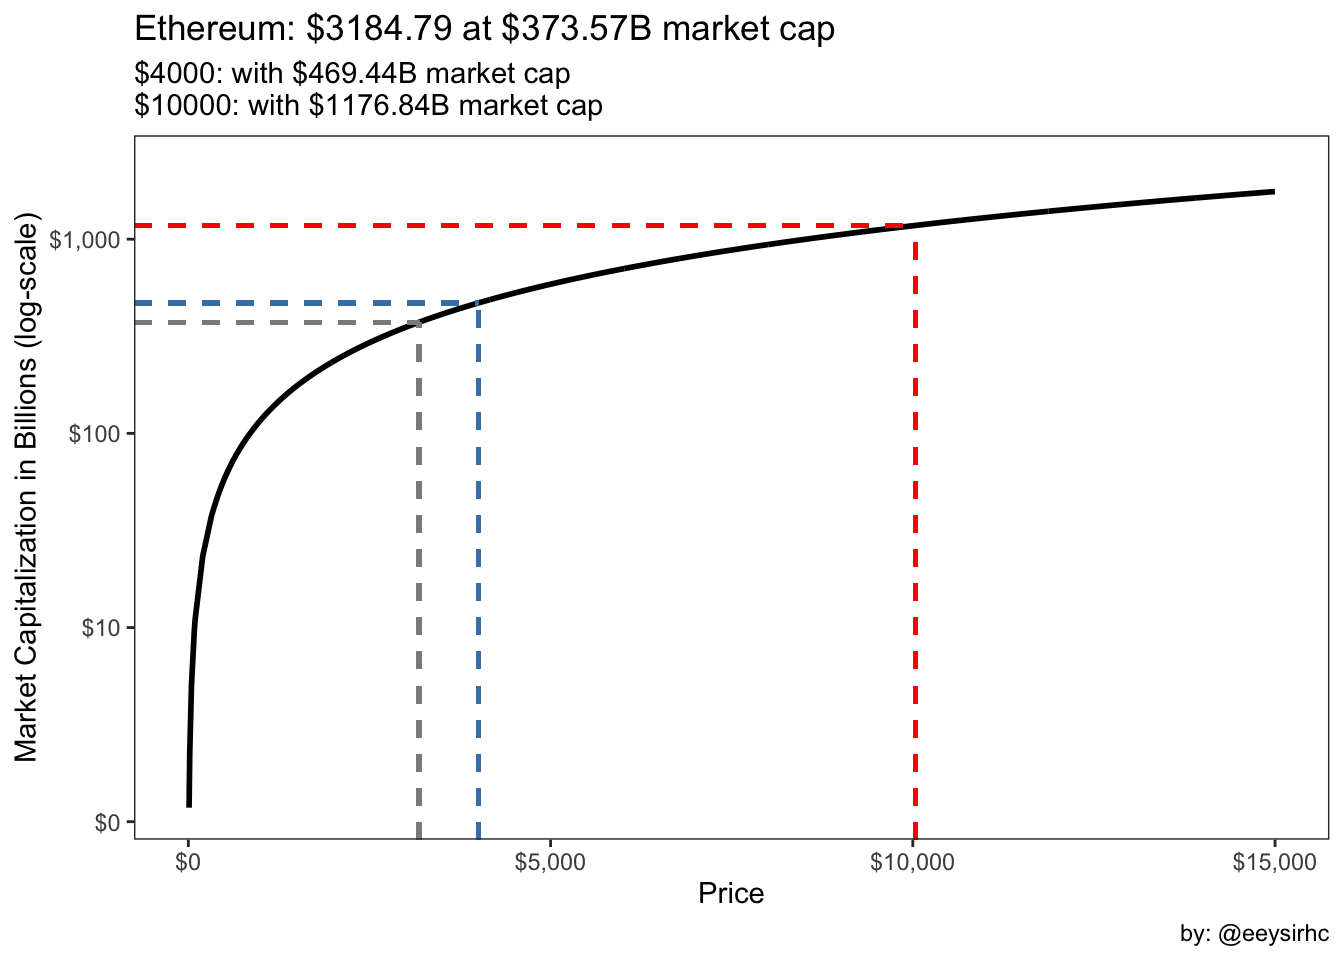 Ethereum: $3184.79 at $373.57B market cap
$4000: with $469.44B market cap
$10000: with $1176.84B market cap
Market Capitalization in Billions (log-scale)
$1,000
$100
$10
$0
$0
$5,000
$10,000
$15,000
Price
by: @eeysirhc